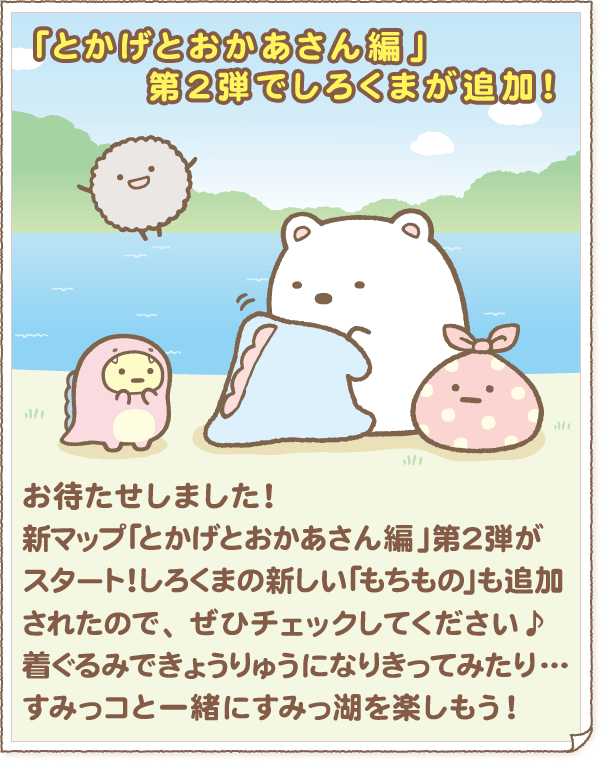 「とかげとおかあさん編」
第2弾でしろくまが追加!
お待たせしました!
新マップ「とかげとおかあさん編」第2弾が
スタート!しろくまの新しい「もちもの」も追加
されたので、ぜひチェックしてください♪
着ぐるみできょうりゅうになりきってみたり…
すみっコと一緒にすみっ湖を楽しもう!